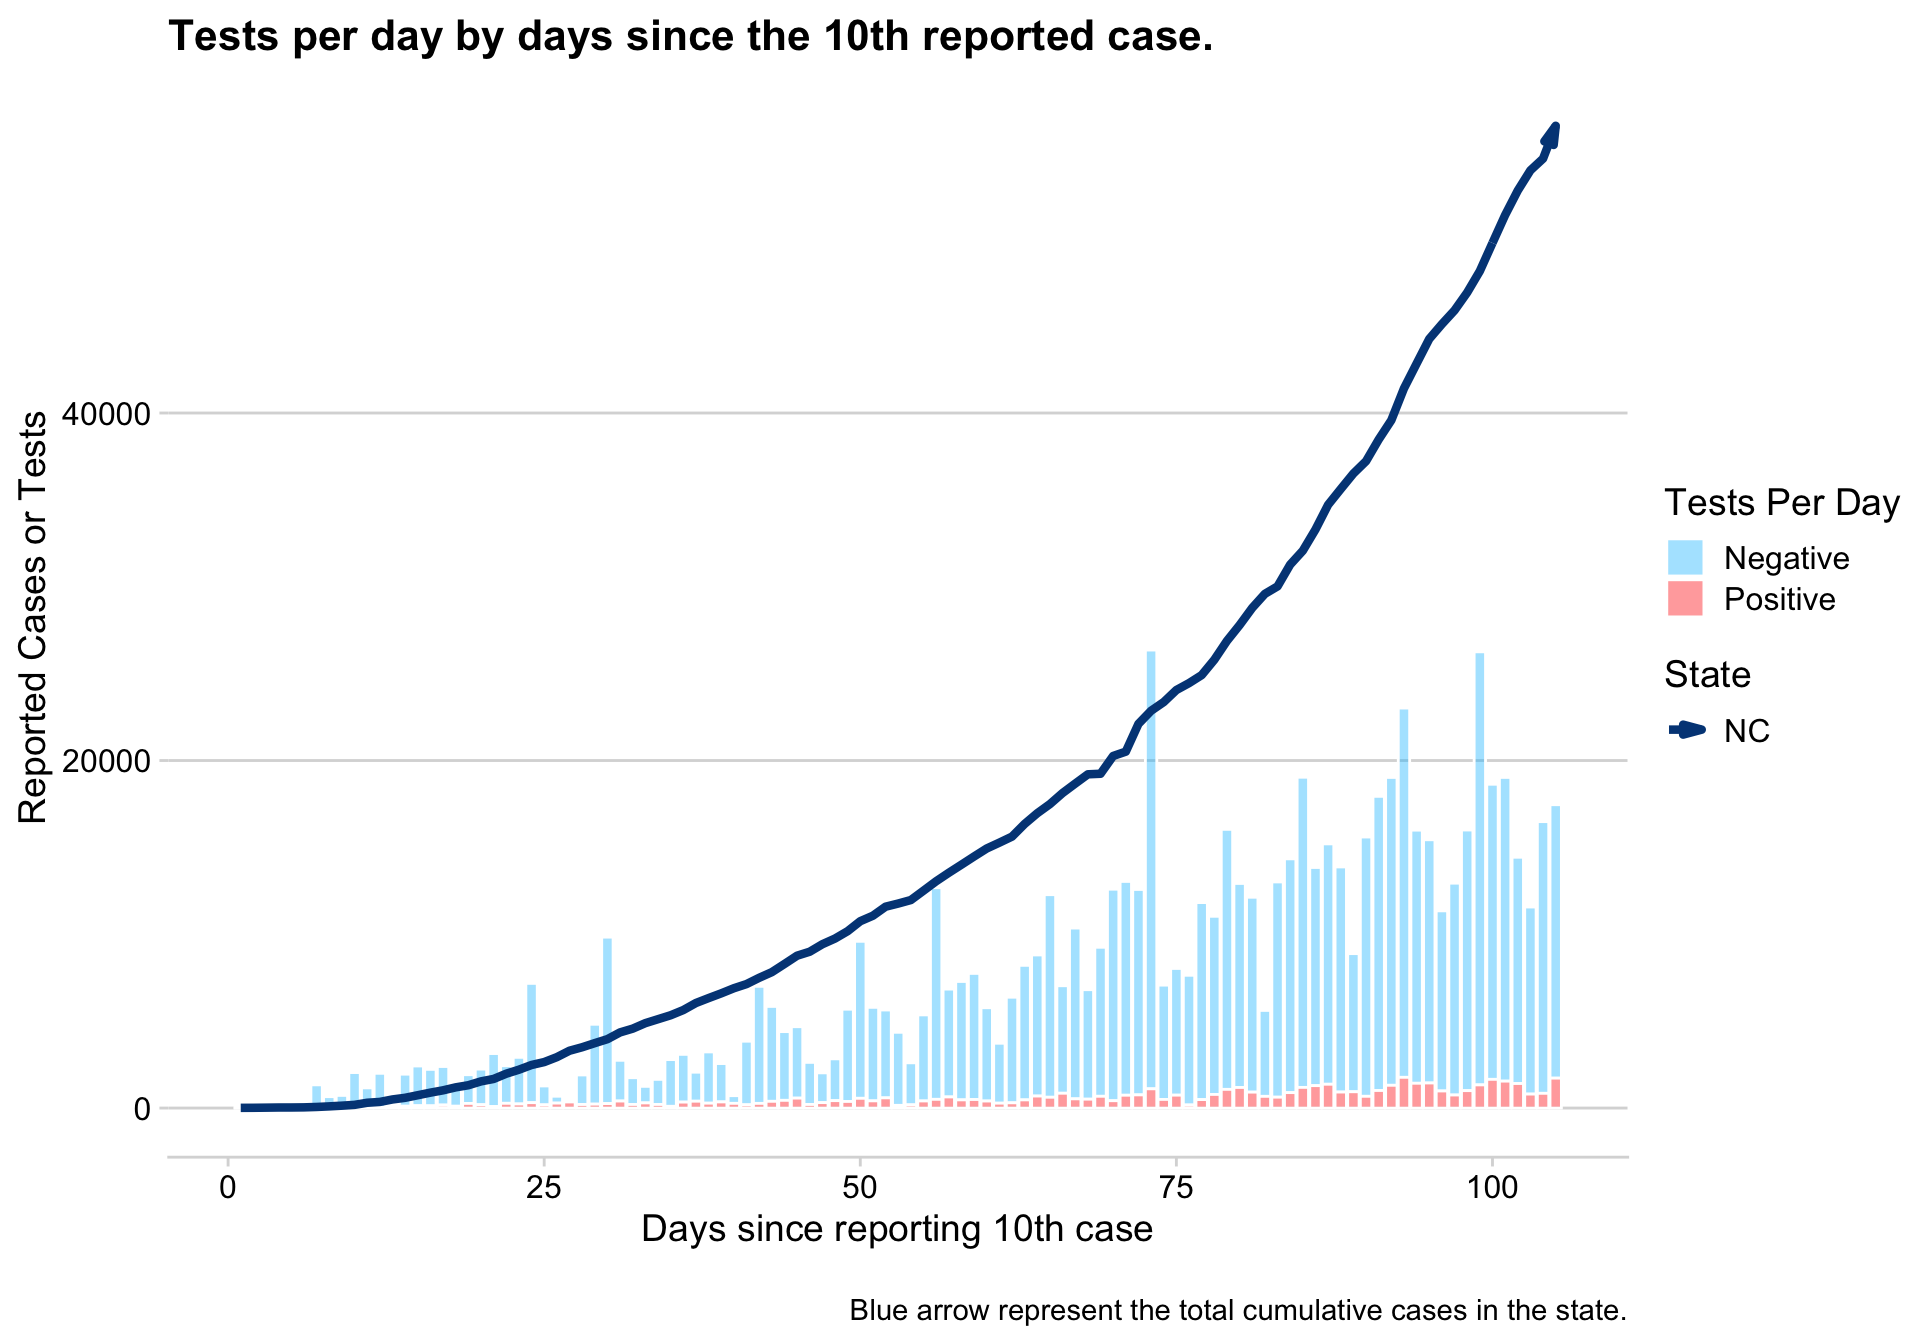 Tests per day by days since the 10th reported case.
Reported Cases or Tests
40000
20000
0
0
25
50
75
100
Days since reporting 10th case
Tests Per Day
Negative
Positive
State
NC
Blue arrow represent the total cumulative cases in the state.